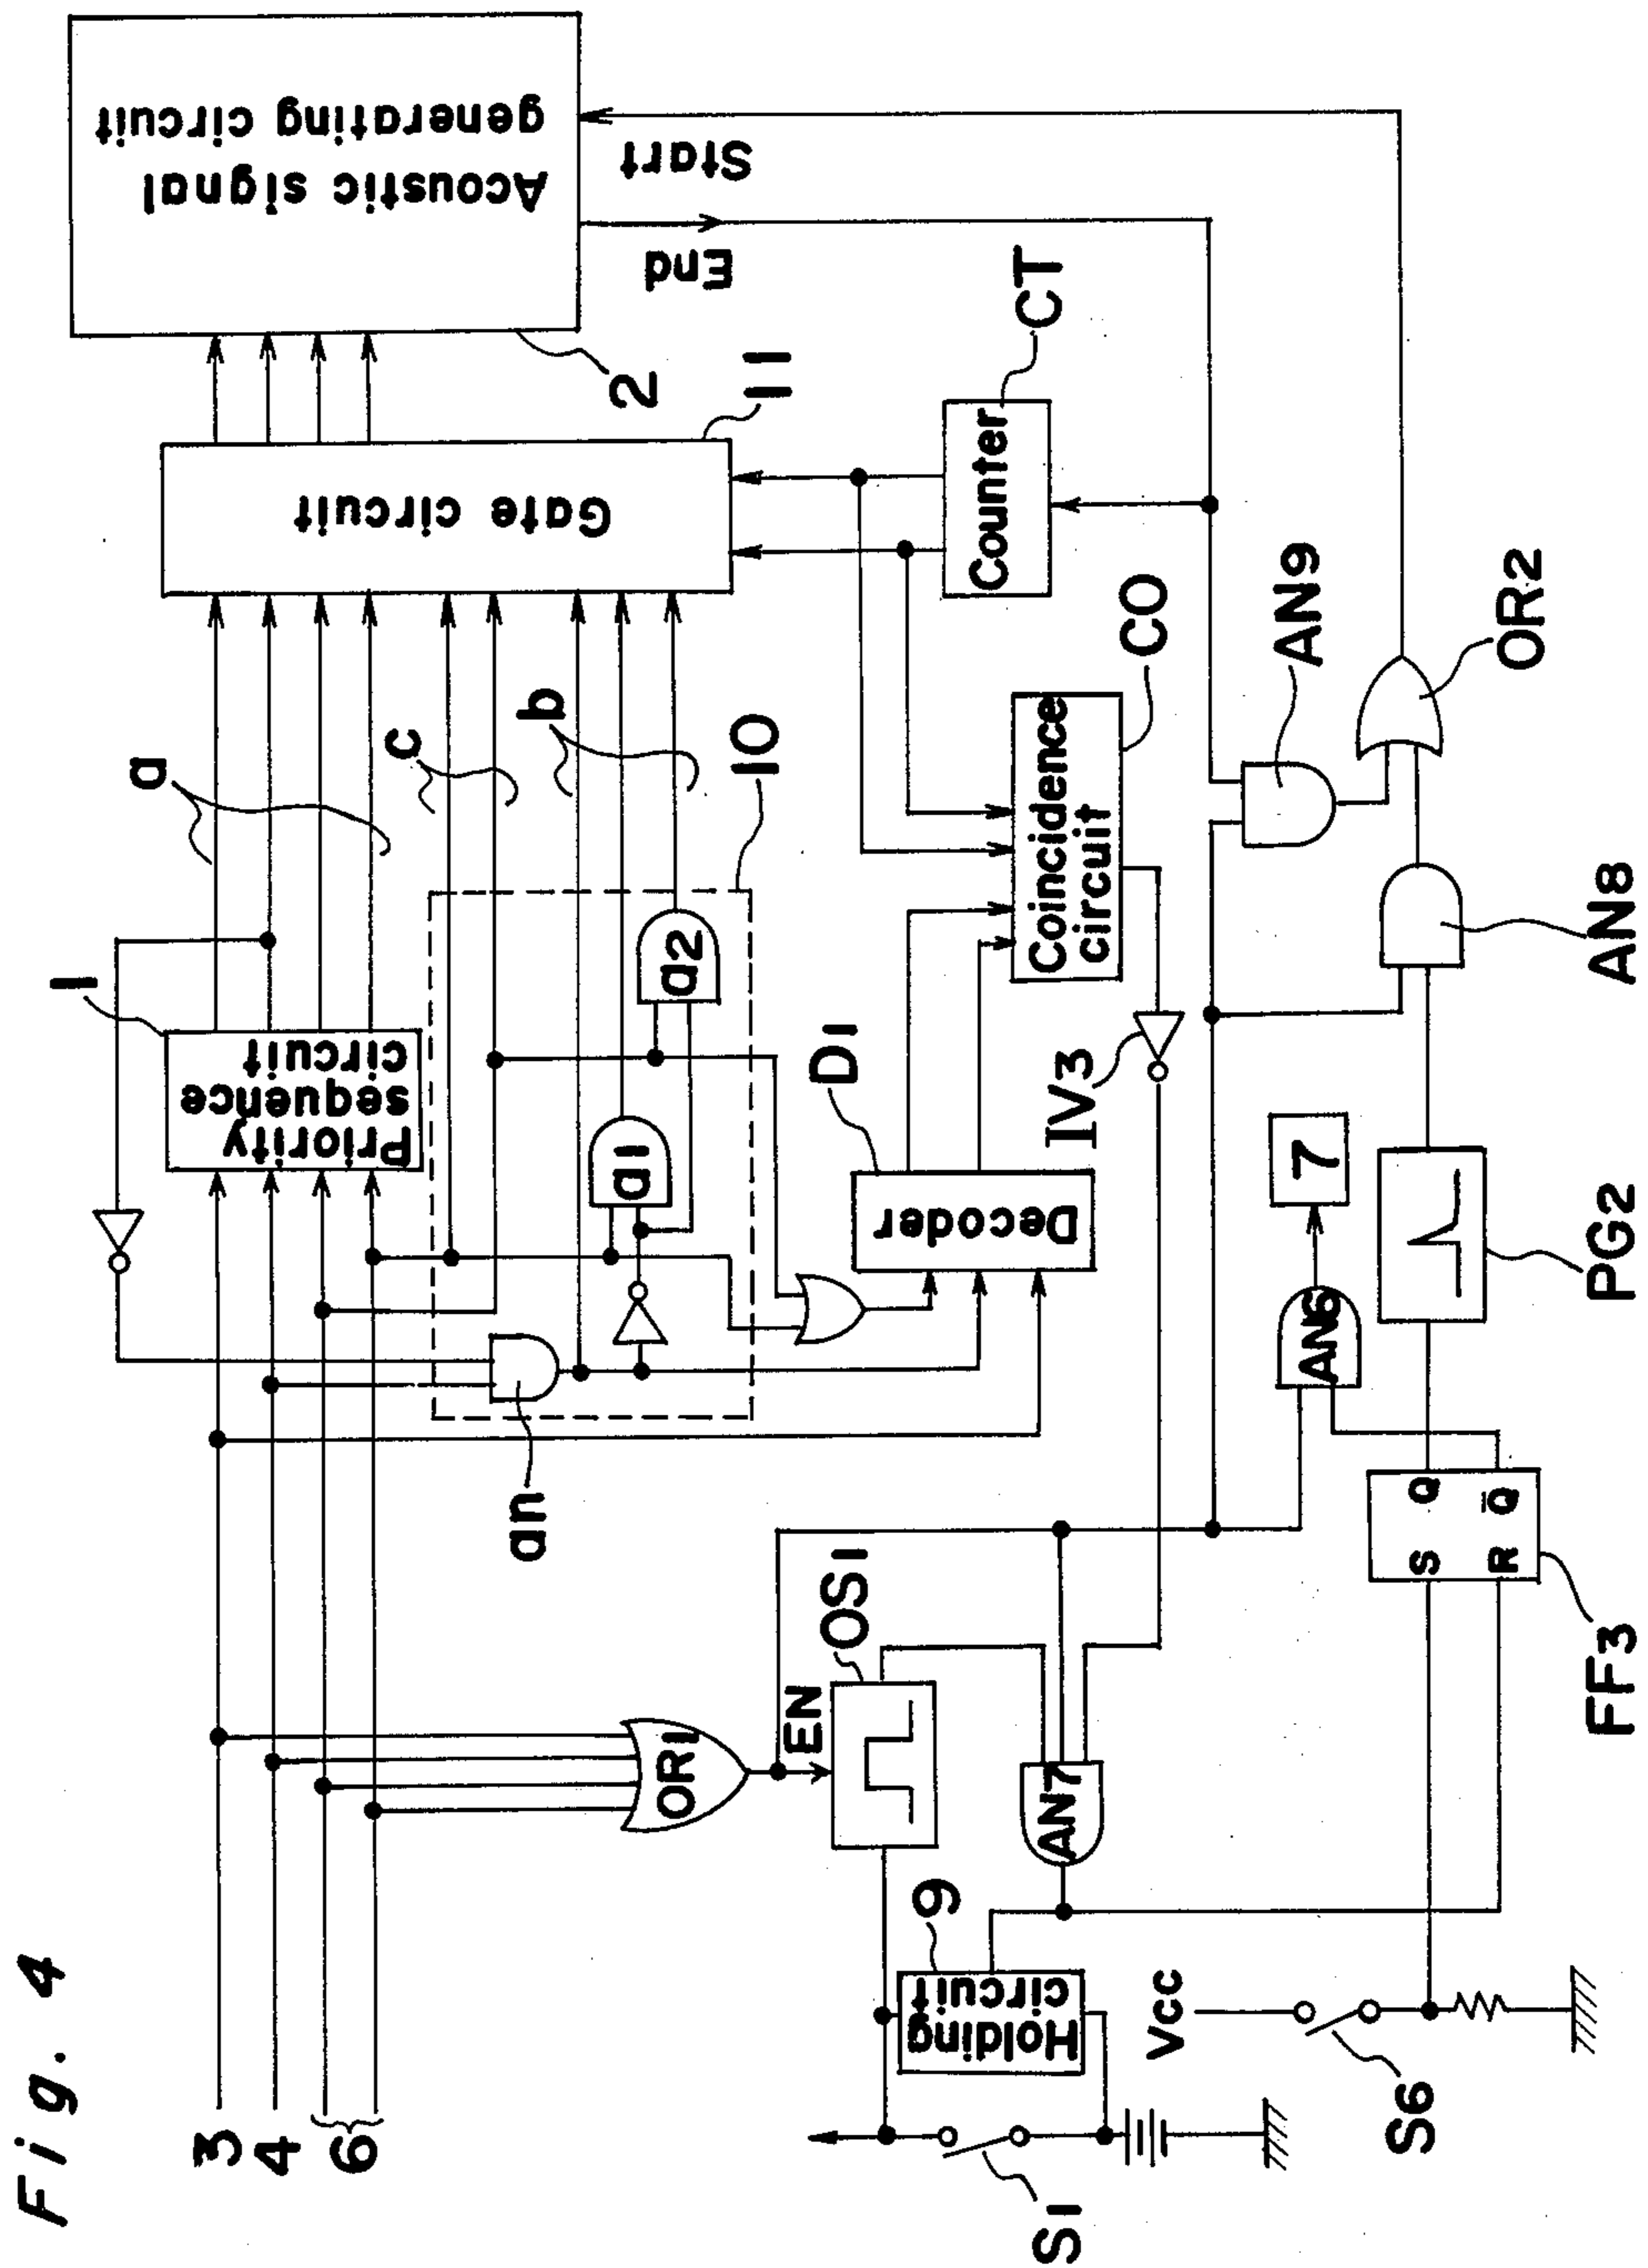 Fig. 4
3
4
6
1
Priority
sequence
circuit
a
Gate circuit
11
Acoustic signal
generating circuit
2
Start
End
c
b
10
an
a1
a2
OR1
EN
OS1
D1
Decoder
Coincidence
circuit
CO
Counter
CT
IV3
AN7
9
Holding
circuit
S1
Vcc
S6
S Q
R Q̅
FF3
AN6
7
PG2
AN8
AN9
OR2